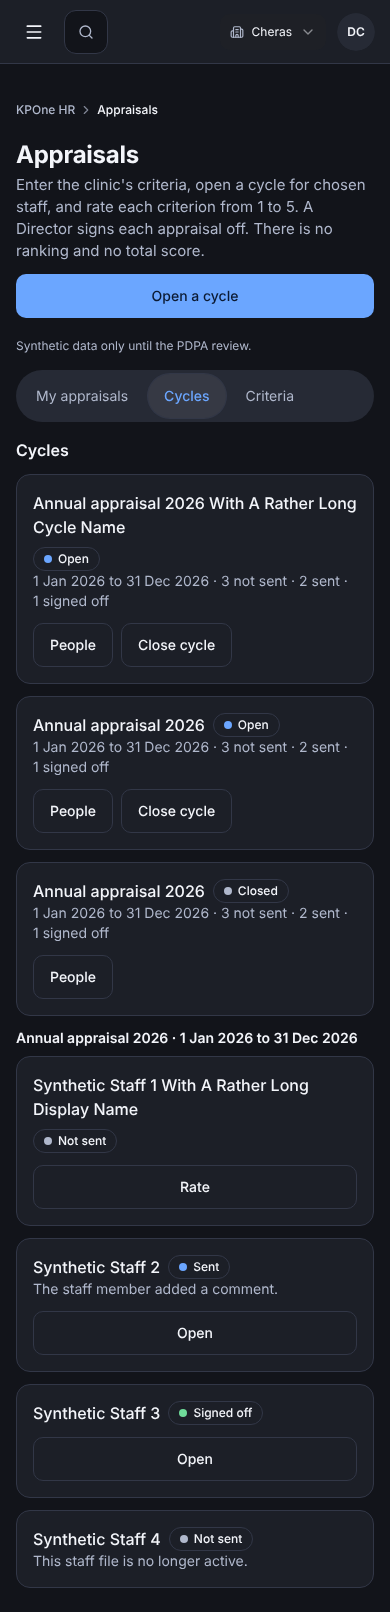 Cheras
DC
KPOne HR > Appraisals
Appraisals
Enter the clinic's criteria, open a cycle for chosen
staff, and rate each criterion from 1 to 5. A
Director signs each appraisal off. There is no
ranking and no total score.
Open a cycle
Synthetic data only until the PDPA review.
My appraisals Cycles Criteria
Cycles
Annual appraisal 2026 With A Rather Long
Cycle Name
Open
1 Jan 2026 to 31 Dec 2026 · 3 not sent · 2 sent ·
1 signed off
People Close cycle
Annual appraisal 2026 Open
1 Jan 2026 to 31 Dec 2026 · 3 not sent · 2 sent ·
1 signed off
People Close cycle
Annual appraisal 2026 Closed
1 Jan 2026 to 31 Dec 2026 · 3 not sent · 2 sent ·
1 signed off
People
Annual appraisal 2026 · 1 Jan 2026 to 31 Dec 2026
Synthetic Staff 1 With A Rather Long
Display Name
Not sent
Rate
Synthetic Staff 2 Sent
The staff member added a comment.
Open
Synthetic Staff 3 Signed off
Open
Synthetic Staff 4 Not sent
This staff file is no longer active.